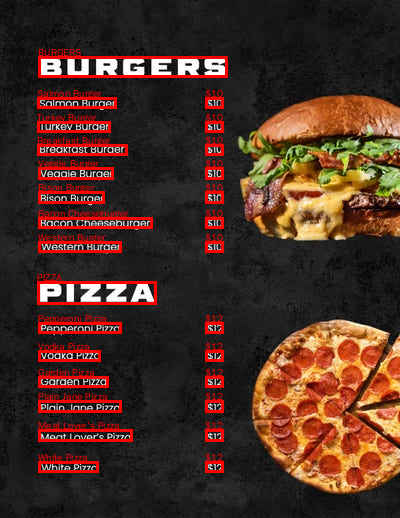 BURGERS
BURGERS
Salmon Burger $10
Salmon Burger $10
Turkey Burger $10
Turkey Burger $10
Breakfast Burger $10
Breakfast Burger $10
Veggie Burger $10
Veggie Burger $10
Bison Burger $10
Bison Burger $10
Bacon Cheeseburger $10
Bacon Cheeseburger $10
Western Burger $10
Western Burger $10
PIZZA
PIZZA
Pepperoni Pizza $12
Pepperoni Pizza $12
Vodka Pizza $12
Vodka Pizza $12
Garden Pizza $12
Garden Pizza $12
Plain Jane Pizza $12
Plain Jane Pizza $12
Meat Lover's Pizza $12
Meat Lover's Pizza $12
White Pizza $12
White Pizza $12